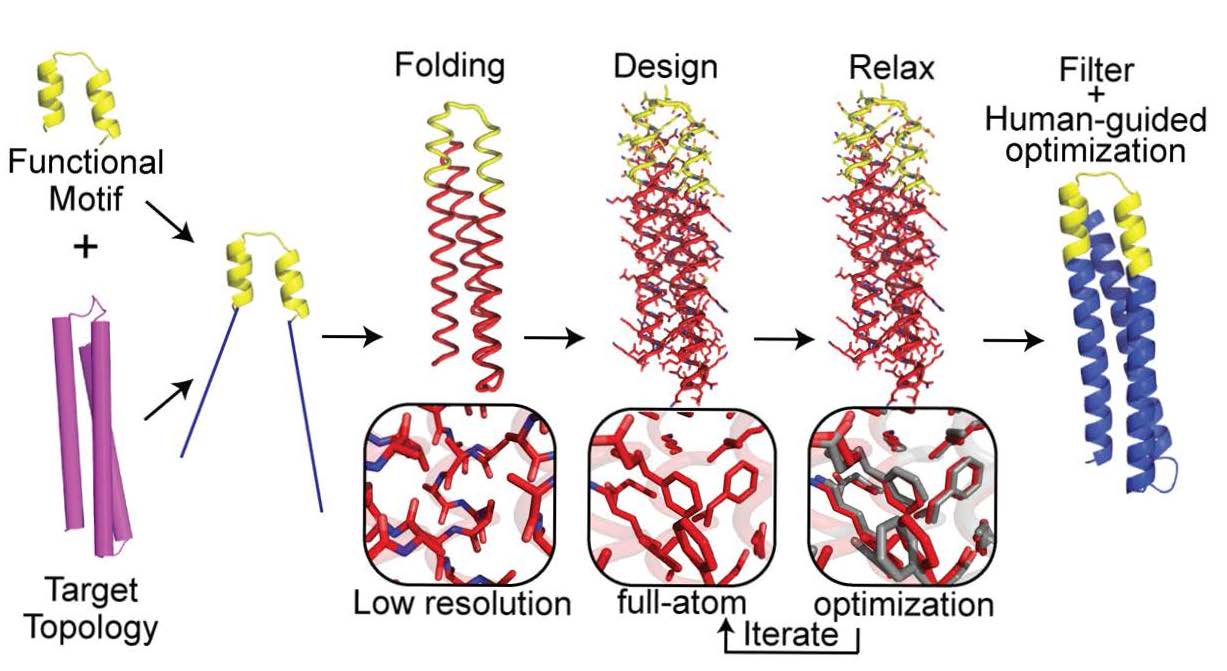 Functional
Motif
+
Target
Topology
Folding
Low resolution
Design
full-atom
Relax
optimization
Iterate
Filter
+
Human-guided
optimization